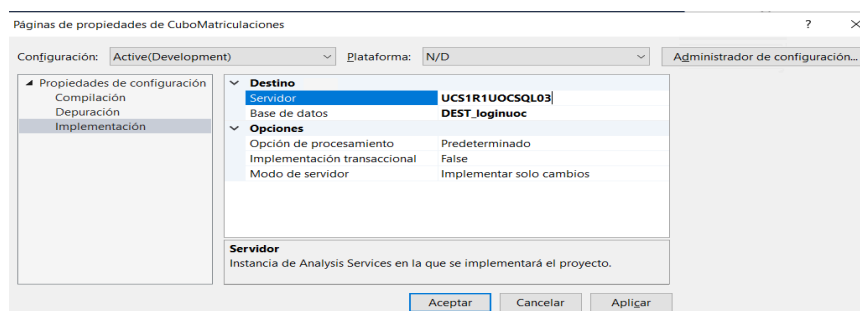 Páginas de propiedades de CuboMatriculaciones ? ×
Configuración: Active(Development) Plataforma: N/D Administrador de configuración...
Propiedades de configuración
Compilación
Depuración
Implementación
Destino
Servidor UCS1R1UOCSQL03
Base de datos DEST_loginuoc
Opciones
Opción de procesamiento Predeterminado
Implementación transaccional False
Modo de servidor Implementar solo cambios
Servidor
Instancia de Analysis Services en la que se implementará el proyecto.
Aceptar Cancelar Aplicar